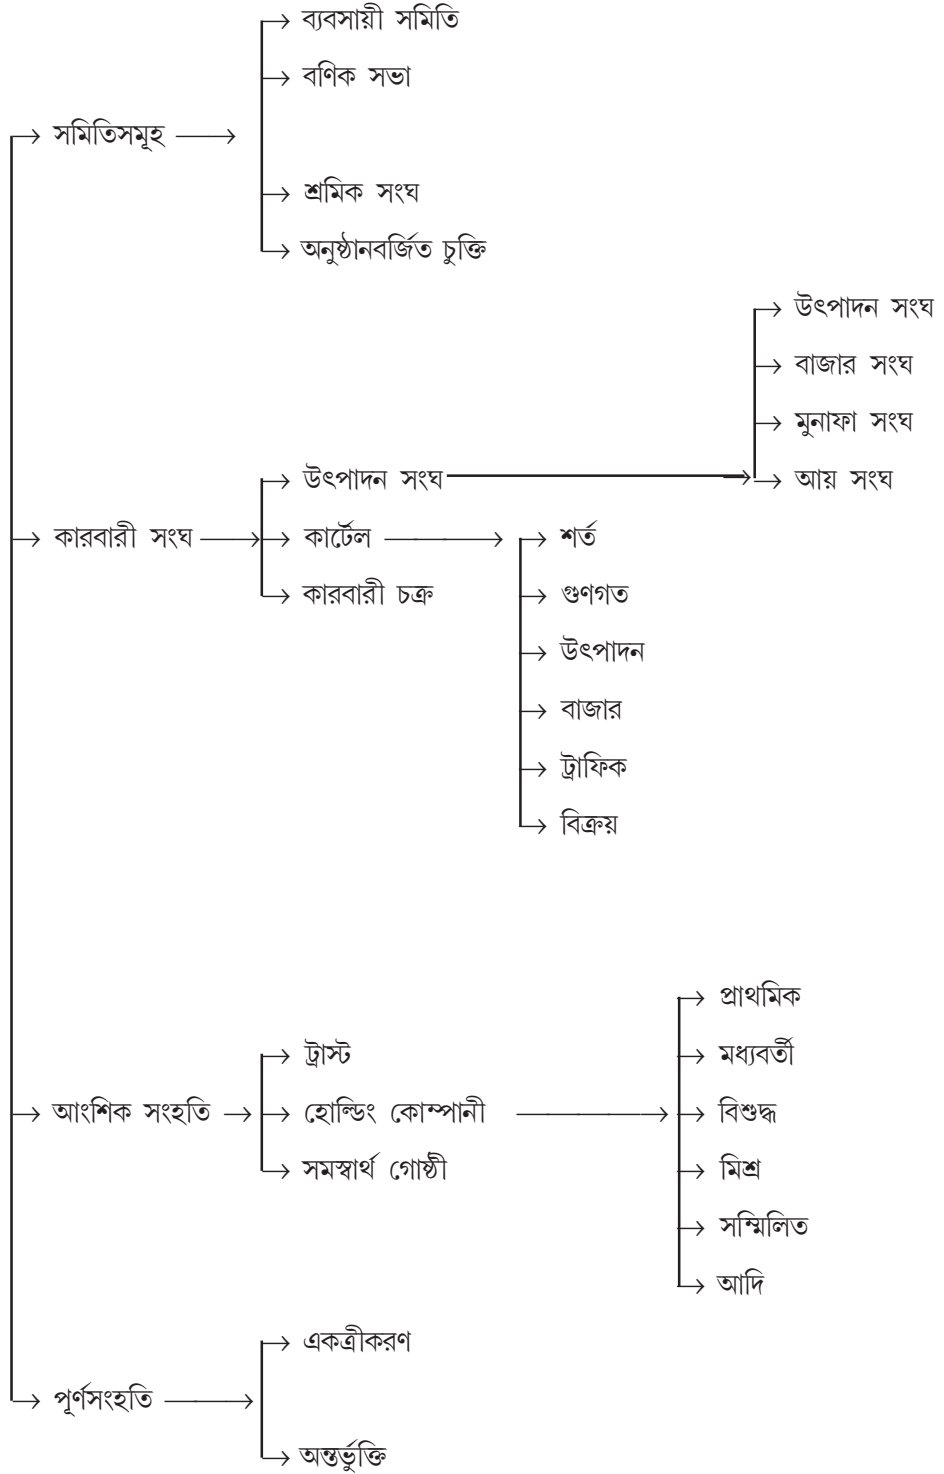 ব্যবসায়ী সমিতি
বণিক সভা
সমিতিসমূহ
শ্রমিক সংঘ
অনুষ্ঠানবর্জিত চুক্তি
উৎপাদন সংঘ
বাজার সংঘ
মুনাফা সংঘ
উৎপাদন সংঘ আয় সংঘ
কারবারী সংঘ কার্টেল শর্ত
কারবারী চক্র গুণগত
উৎপাদন
বাজার
ট্রাফিক
বিক্রয়
প্রাথমিক
ট্রাস্ট মধ্যবর্তী
আংশিক সংহতি হোল্ডিং কোম্পানী বিশুদ্ধ
সমস্বার্থ গোষ্ঠী মিশ্র
সম্মিলিত
আদি
একত্রীকরণ
পূর্ণসংহতি
অন্তর্ভুক্তি